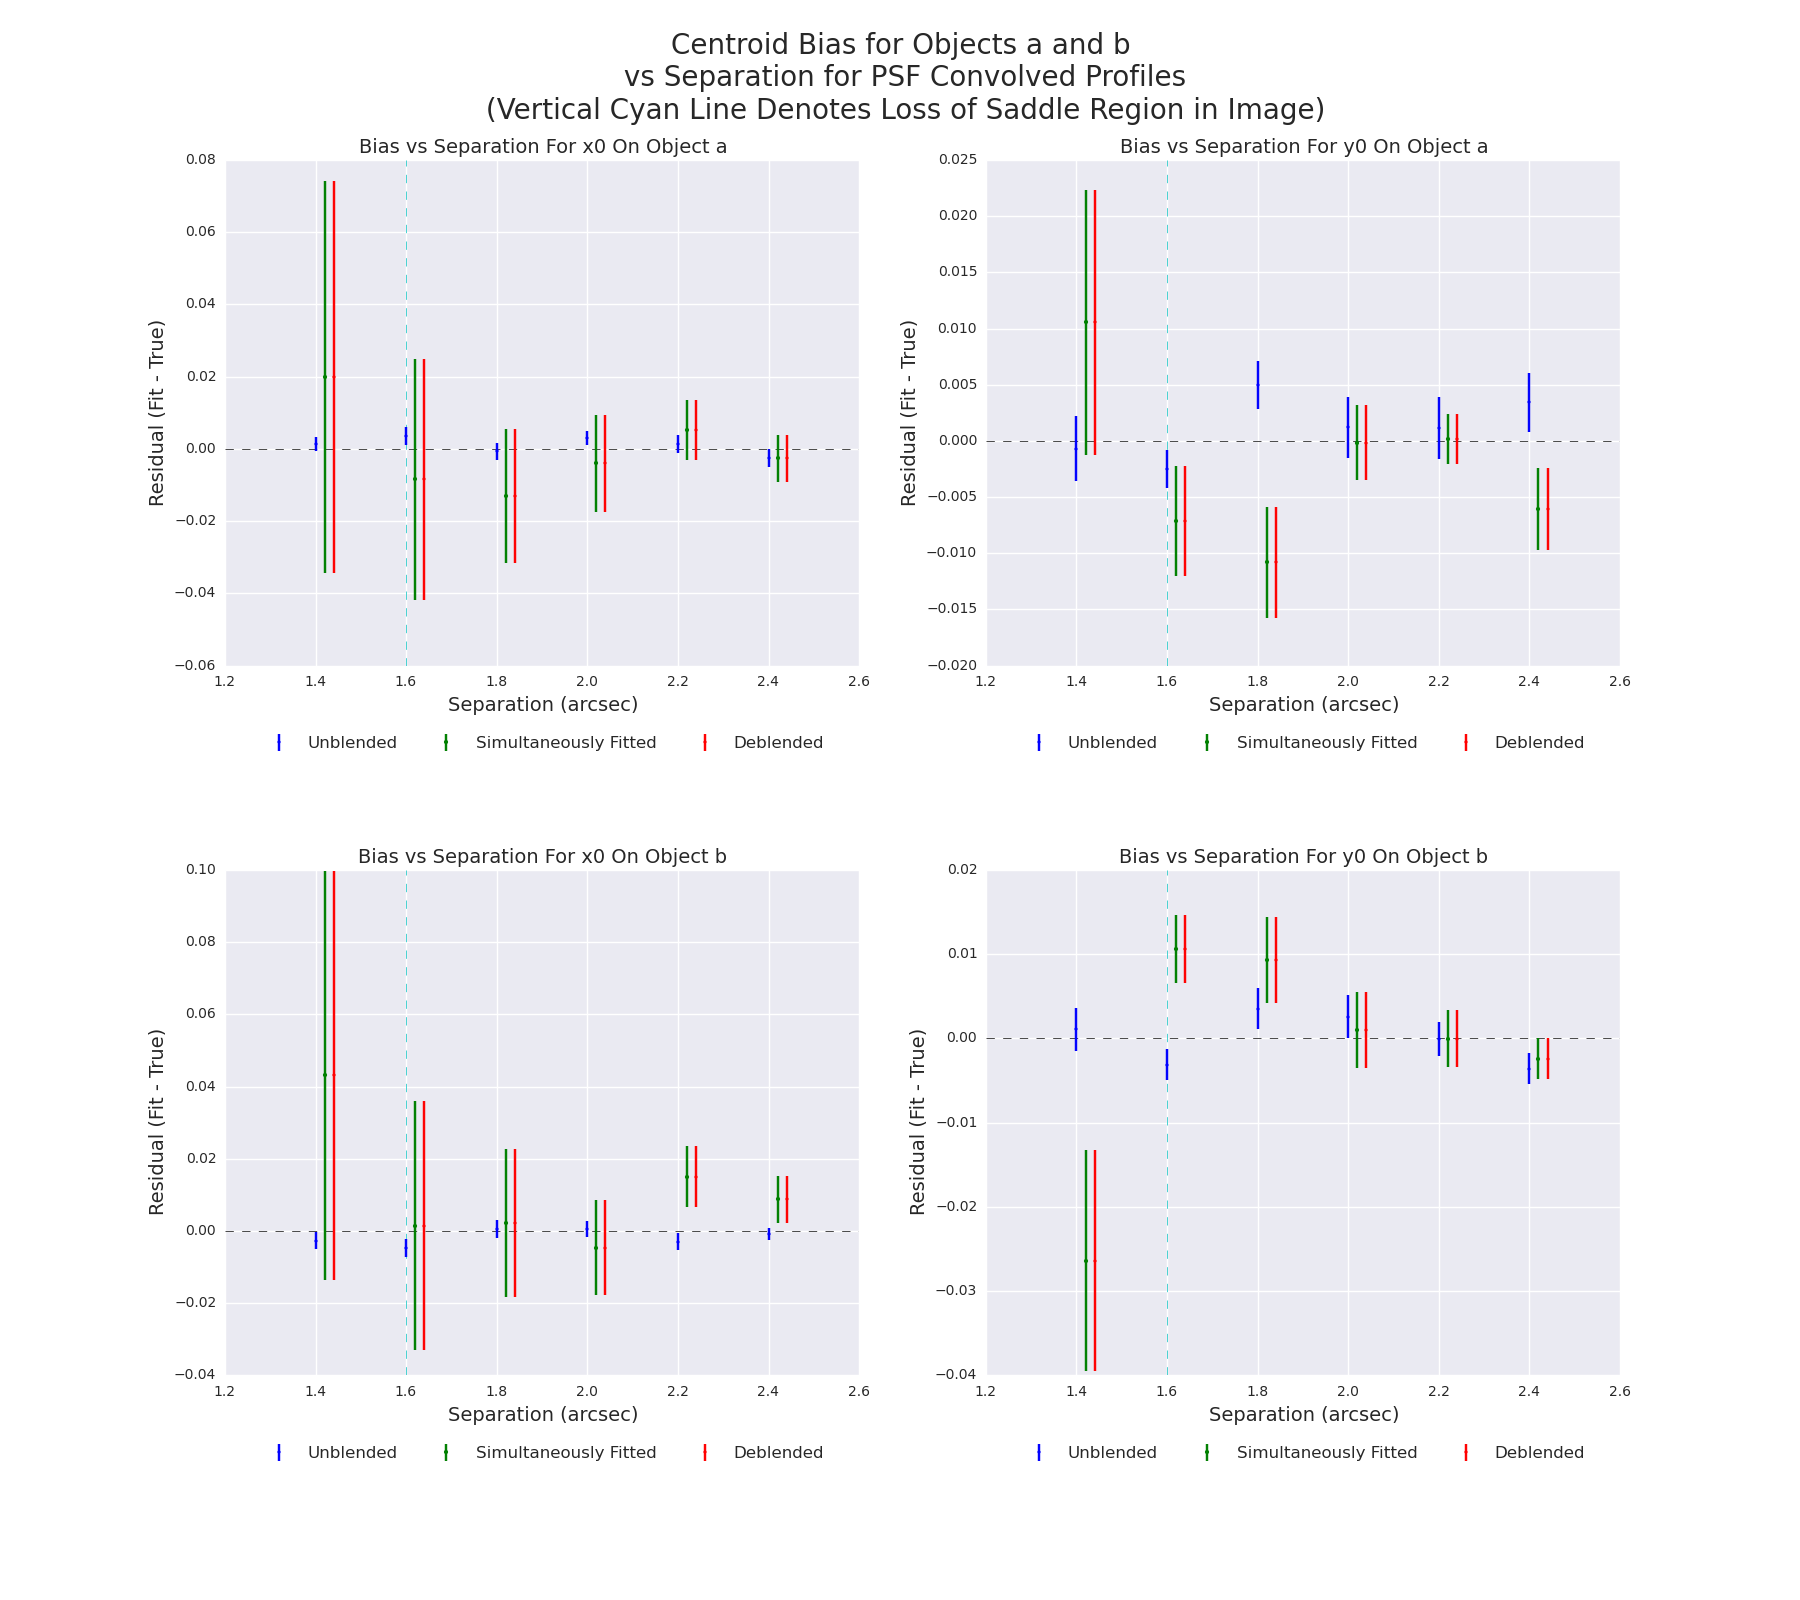 Centroid Bias for Objects a and b
vs Separation for PSF Convolved Profiles
(Vertical Cyan Line Denotes Loss of Saddle Region in Image)
Bias vs Separation For x0 On Object a
0.08
0.06
0.04
0.02
0.00
−0.02
−0.04
−0.06
Residual (Fit - True)
1.2 1.4 1.6 1.8 2.0 2.2 2.4 2.6
Separation (arcsec)
Unblended Simultaneously Fitted Deblended
Bias vs Separation For y0 On Object a
0.025
0.020
0.015
0.010
0.005
0.000
−0.005
−0.010
−0.015
−0.020
Residual (Fit - True)
1.2 1.4 1.6 1.8 2.0 2.2 2.4 2.6
Separation (arcsec)
Unblended Simultaneously Fitted Deblended
Bias vs Separation For x0 On Object b
0.10
0.08
0.06
0.04
0.02
0.00
−0.02
−0.04
Residual (Fit - True)
1.2 1.4 1.6 1.8 2.0 2.2 2.4 2.6
Separation (arcsec)
Unblended Simultaneously Fitted Deblended
Bias vs Separation For y0 On Object b
0.02
0.01
0.00
−0.01
−0.02
−0.03
−0.04
Residual (Fit - True)
1.2 1.4 1.6 1.8 2.0 2.2 2.4 2.6
Separation (arcsec)
Unblended Simultaneously Fitted Deblended